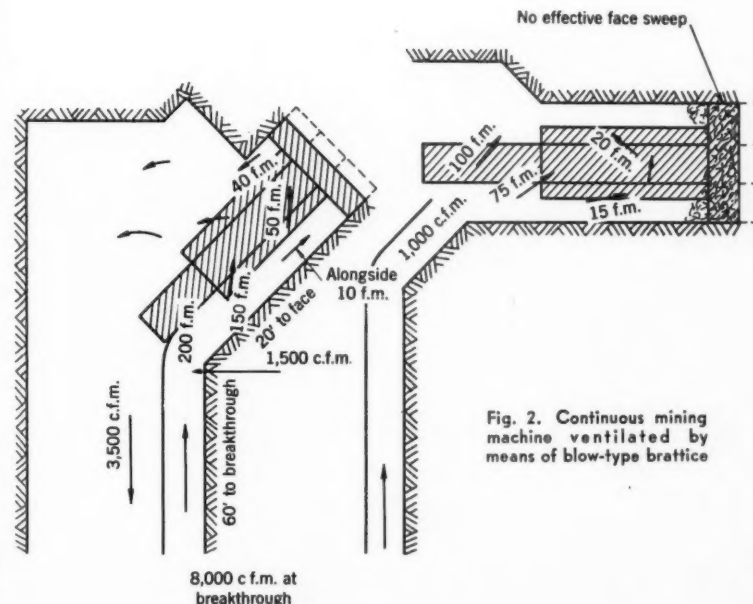 No effective face sweep
40 f.m.
50 f.m.
100 f.m.
20 f.m.
75 f.m.
15 f.m.
1,000 c.f.m.
Alongside
10 f.m.
200 f.m.
150 f.m.
20' to face
1,500 c.f.m.
3,500 c.f.m.
60' to breakthrough
8,000 c f.m. at
breakthrough
Fig. 2. Continuous mining
machine ventilated by
means of blow-type brattice